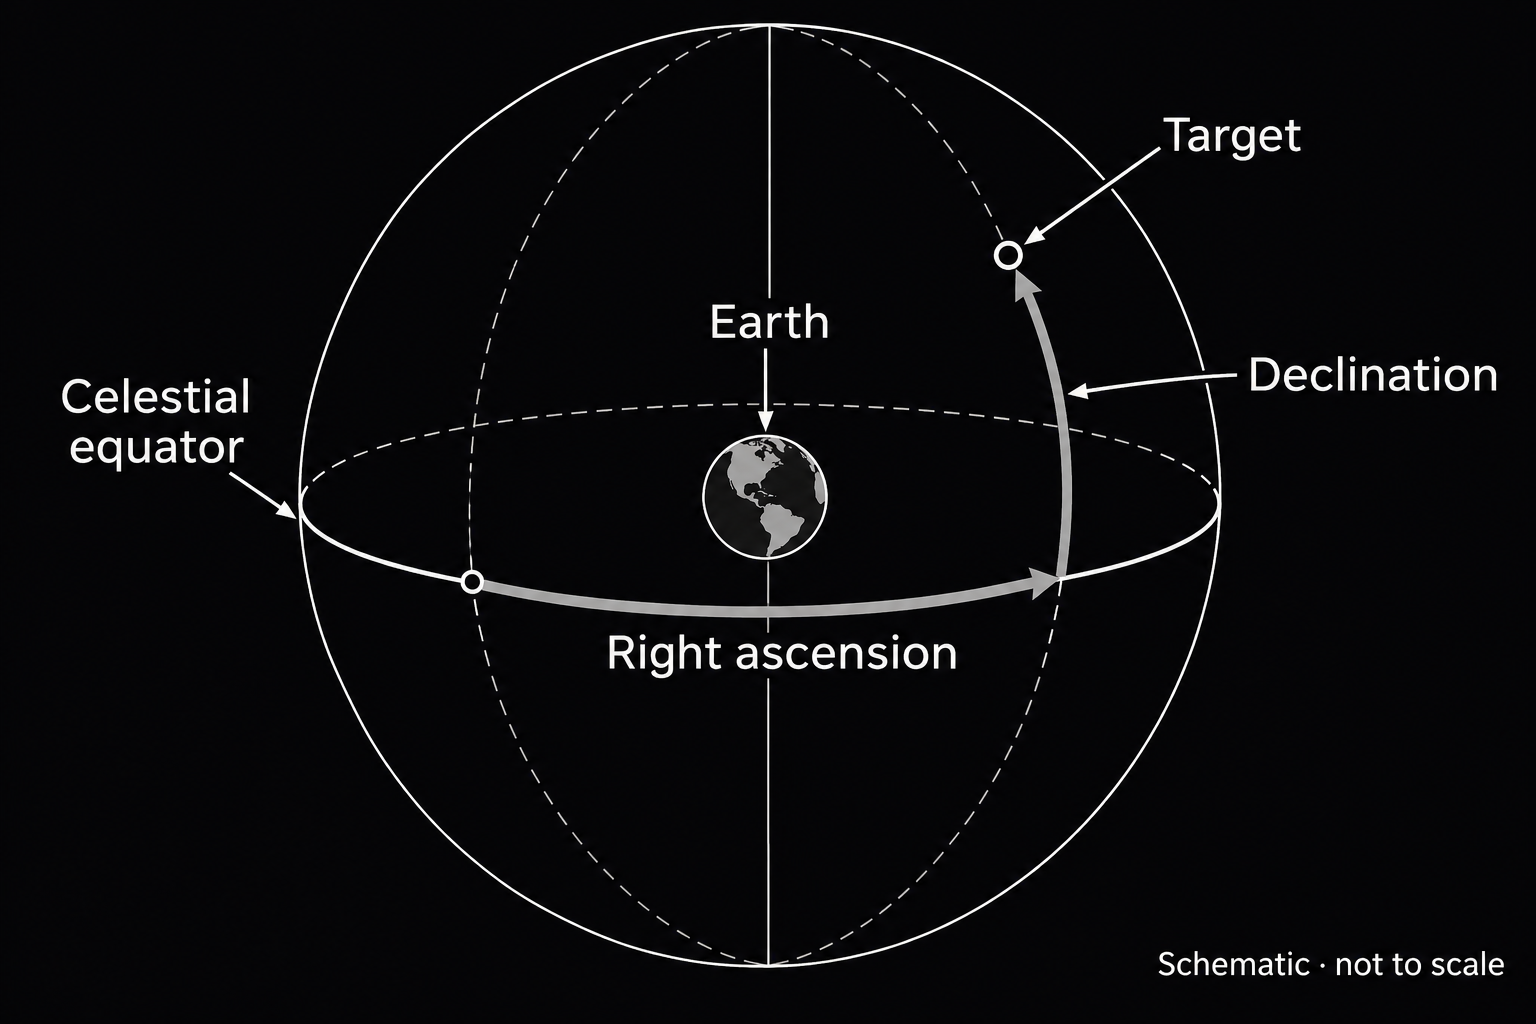 Target
Earth
Declination
Celestial
equator
Right ascension
Schematic · not to scale